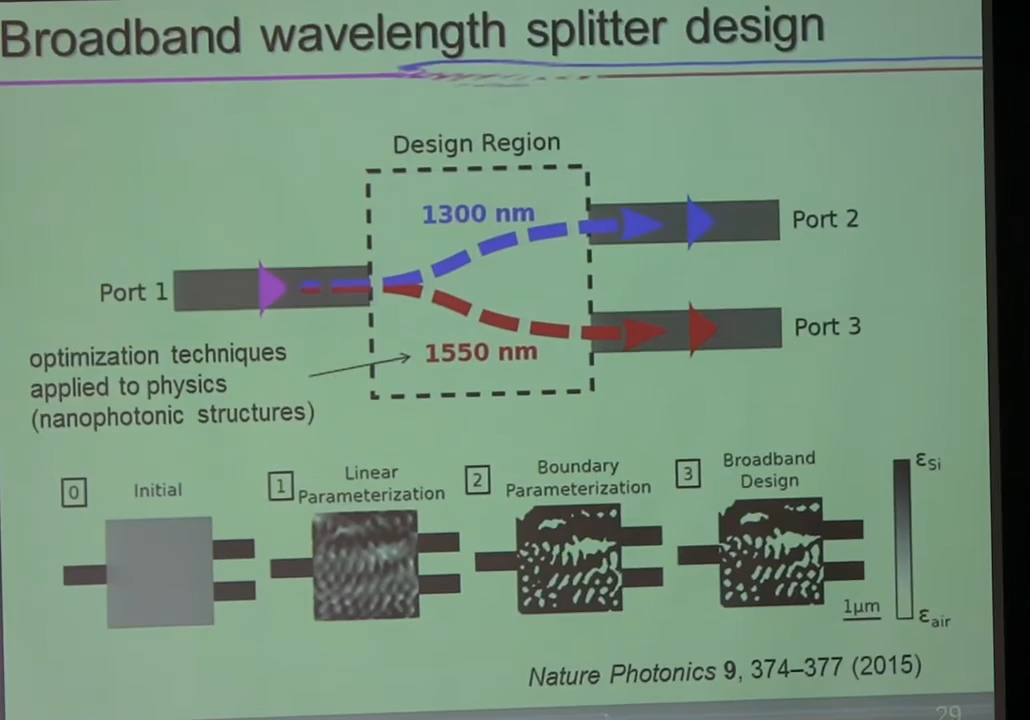 Broadband wavelength splitter design
Design Region
1300 nm
Port 2
Port 1
Port 3
1550 nm
optimization techniques
applied to physics
(nanophotonic structures)
0 Initial
1 Linear
Parameterization
2 Boundary
Parameterization
3 Broadband
Design
εSi
1µm
εair
Nature Photonics 9, 374–377 (2015)
29